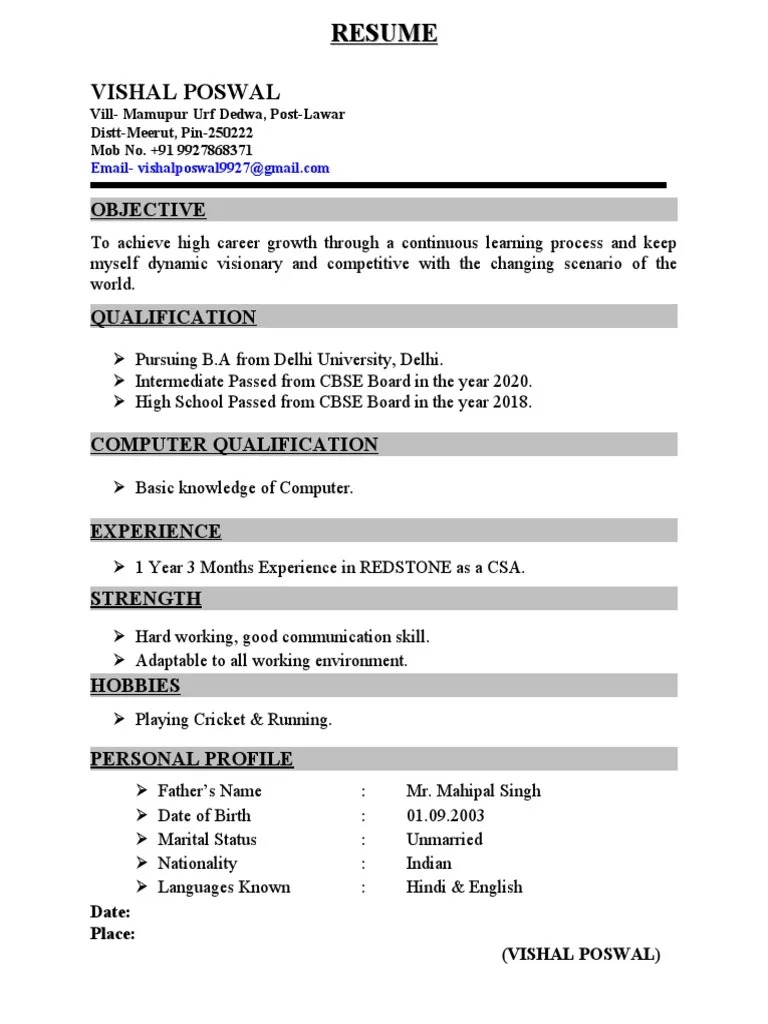 RESUME
VISHAL POSWAL
Vill- Mamupur Urf Dedwa, Post-Lawar
Distt-Meerut, Pin-250222
Mob No. +91 9927868371
Email- vishalposwal9927@gmail.com
OBJECTIVE
To achieve high career growth through a continuous learning process and keep
myself dynamic visionary and competitive with the changing scenario of the
world.
QUALIFICATION
➢ Pursuing B.A from Delhi University, Delhi.
➢ Intermediate Passed from CBSE Board in the year 2020.
➢ High School Passed from CBSE Board in the year 2018.
COMPUTER QUALIFICATION
➢ Basic knowledge of Computer.
EXPERIENCE
➢ 1 Year 3 Months Experience in REDSTONE as a CSA.
STRENGTH
➢ Hard working, good communication skill.
➢ Adaptable to all working environment.
HOBBIES
➢ Playing Cricket & Running.
PERSONAL PROFILE
➢ Father’s Name : Mr. Mahipal Singh
➢ Date of Birth : 01.09.2003
➢ Marital Status : Unmarried
➢ Nationality : Indian
➢ Languages Known : Hindi & English
Date:
Place:
(VISHAL POSWAL)